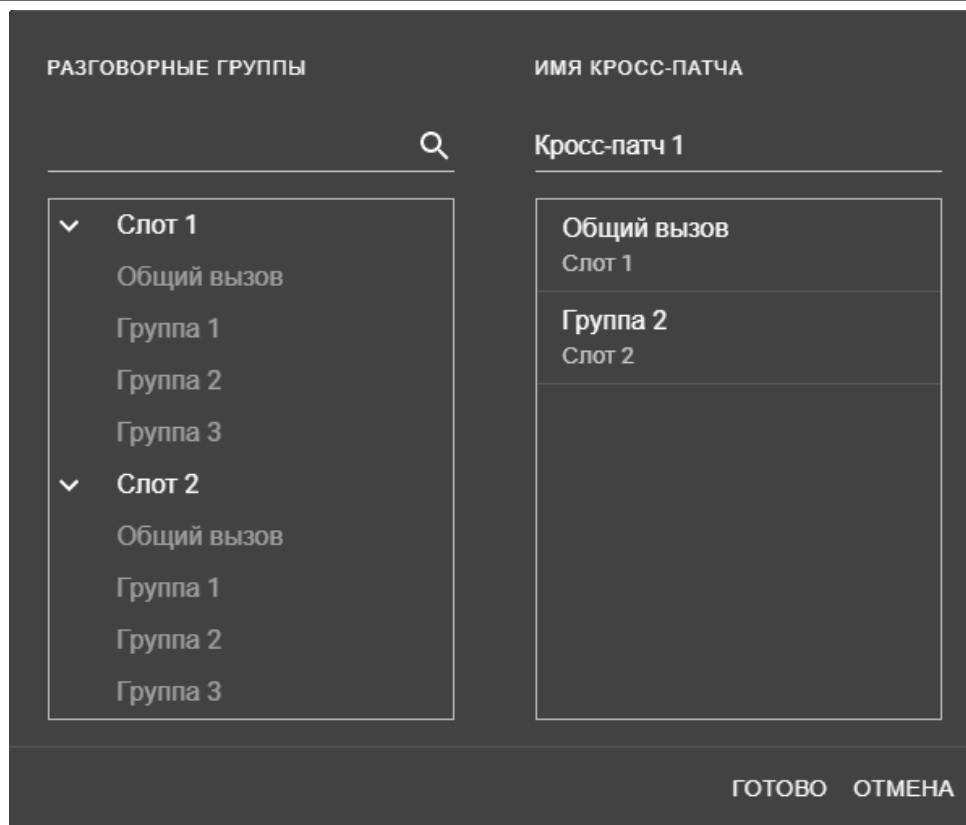 РАЗГОВОРНЫЕ ГРУППЫ
Слот 1
Общий вызов
Группа 1
Группа 2
Группа 3
Слот 2
Общий вызов
Группа 1
Группа 2
Группа 3
ИМЯ КРОСС-ПАТЧА
Кросс-патч 1
Общий вызов
Слот 1
Группа 2
Слот 2
ГОТОВО ОТМЕНА